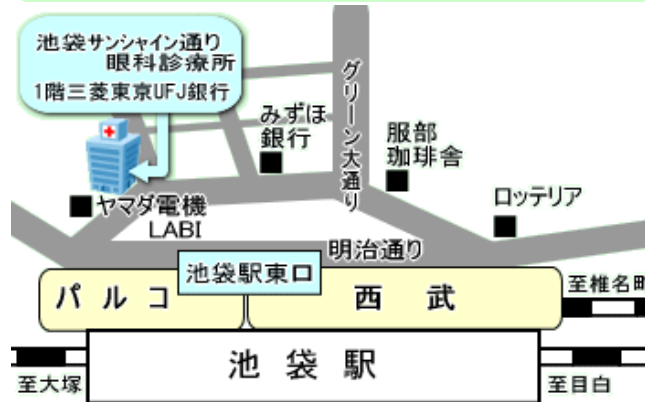 池袋サンシャイン通り
眼科診療所
1階三菱東京UFJ銀行
グリーン大通り
みずほ
銀行
服部
珈琲舎
ロッテリア
ヤマダ電機
LABI
明治通り
池袋駅東口
パルコ
西武
至椎名町
池袋駅
至大塚
至目白